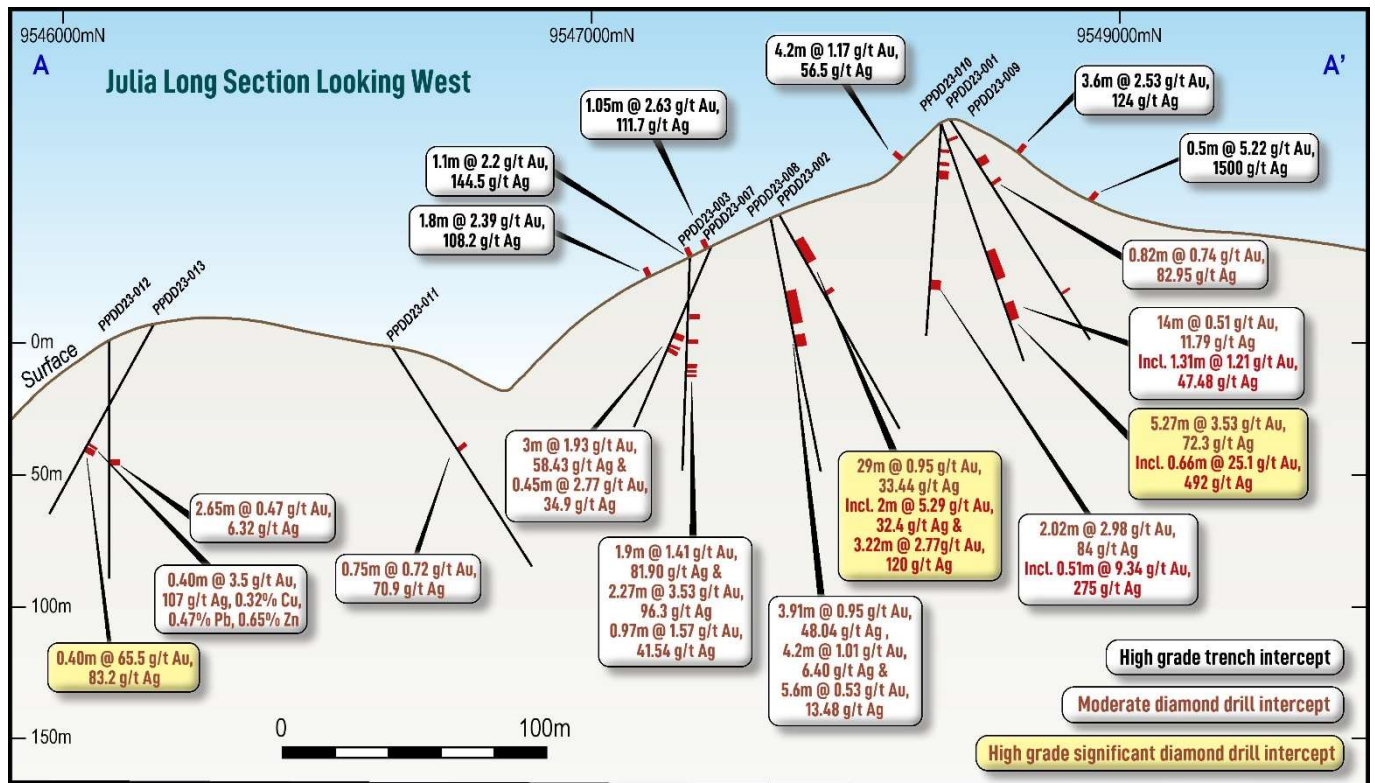 9546000mN
9547000mN
9549000mN
A
A'
Julia Long Section Looking West
4.2m @ 1.17 g/t Au,
56.5 g/t Ag
PPDD23-010
PPDD23-001
PPDD23-009
3.6m @ 2.53 g/t Au,
124 g/t Ag
1.05m @ 2.63 g/t Au,
111.7 g/t Ag
0.5m @ 5.22 g/t Au,
1500 g/t Ag
1.1m @ 2.2 g/t Au,
144.5 g/t Ag
PPDD23-003
PPDD23-007
PPDD23-008
PPDD23-002
1.8m @ 2.39 g/t Au,
108.2 g/t Ag
0.82m @ 0.74 g/t Au,
82.95 g/t Ag
PPDD23-012
PPDD23-013
PPDD23-011
0m
Surface
14m @ 0.51 g/t Au,
11.79 g/t Ag
Incl. 1.31m @ 1.21 g/t Au,
47.48 g/t Ag
5.27m @ 3.53 g/t Au,
72.3 g/t Ag
Incl. 0.66m @ 25.1 g/t Au,
492 g/t Ag
3m @ 1.93 g/t Au,
58.43 g/t Ag &
0.45m @ 2.77 g/t Au,
34.9 g/t Ag
29m @ 0.95 g/t Au,
33.44 g/t Ag
Incl. 2m @ 5.29 g/t Au,
32.4 g/t Ag &
3.22m @ 2.77g/t Au,
120 g/t Ag
50m
2.65m @ 0.47 g/t Au,
6.32 g/t Ag
2.02m @ 2.98 g/t Au,
84 g/t Ag
Incl. 0.51m @ 9.34 g/t Au,
275 g/t Ag
1.9m @ 1.41 g/t Au,
81.90 g/t Ag &
2.27m @ 3.53 g/t Au,
96.3 g/t Ag
0.97m @ 1.57 g/t Au,
41.54 g/t Ag
0.75m @ 0.72 g/t Au,
70.9 g/t Ag
0.40m @ 3.5 g/t Au,
107 g/t Ag, 0.32% Cu,
0.47% Pb, 0.65% Zn
3.91m @ 0.95 g/t Au,
48.04 g/t Ag ,
4.2m @ 1.01 g/t Au,
6.40 g/t Ag &
5.6m @ 0.53 g/t Au,
13.48 g/t Ag
100m
0.40m @ 65.5 g/t Au,
83.2 g/t Ag
High grade trench intercept
Moderate diamond drill intercept
High grade significant diamond drill intercept
0
100m
150m